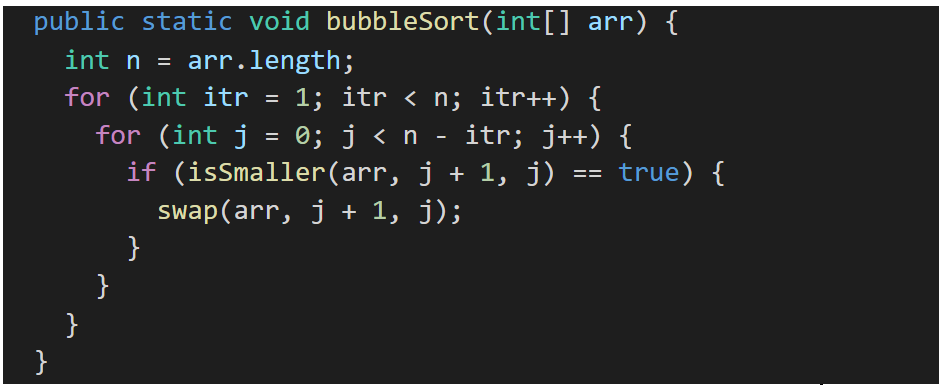 public static void bubbleSort(int[] arr) {
int n = arr.length;
for (int itr = 1; itr < n; itr++) {
for (int j = 0; j < n - itr; j++) {
if (isSmaller(arr, j + 1, j) == true) {
swap(arr, j + 1, j);
}
}
}
}